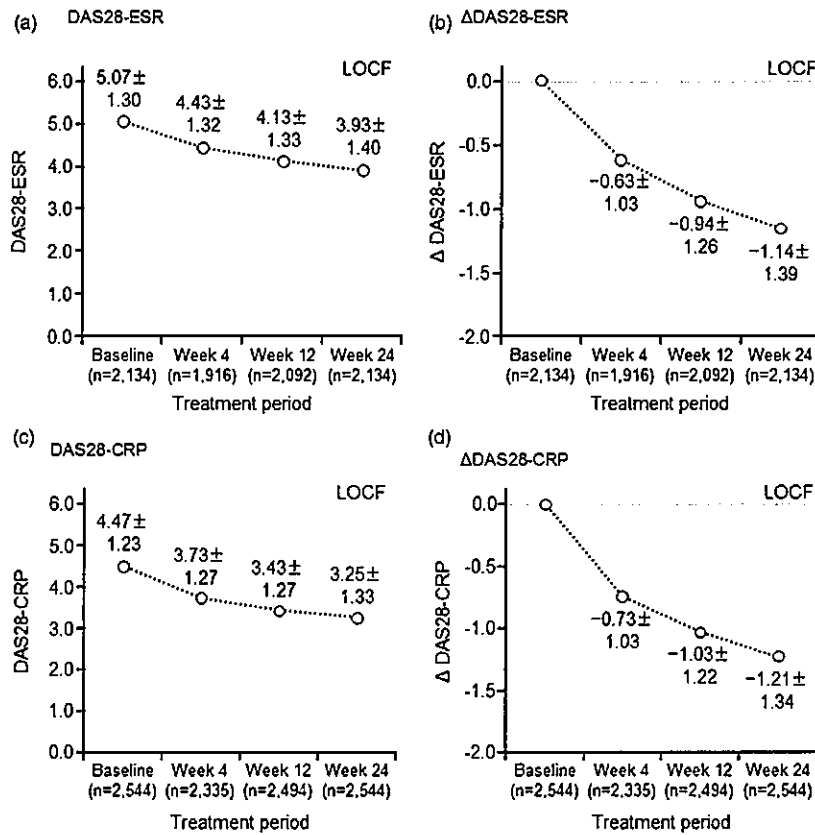 (a) DAS28-ESR
LOCF
6.0
5.0
4.0
3.0
2.0
1.0
0.0
DAS28-ESR
5.07±
1.30
4.43±
1.32
4.13±
1.33
3.93±
1.40
Baseline Week 4 Week 12 Week 24
(n=2,134) (n=1,916) (n=2,092) (n=2,134)
Treatment period
(b) ΔDAS28-ESR
LOCF
0.0
-0.5
-1.0
-1.5
-2.0
Δ DAS28-ESR
−0.63±
1.03
−0.94±
1.26
−1.14±
1.39
Baseline Week 4 Week 12 Week 24
(n=2,134) (n=1,916) (n=2,092) (n=2,134)
Treatment period
(c) DAS28-CRP
LOCF
6.0
5.0
4.0
3.0
2.0
1.0
0.0
DAS28-CRP
4.47±
1.23
3.73±
1.27
3.43±
1.27
3.25±
1.33
Baseline Week 4 Week 12 Week 24
(n=2,544) (n=2,335) (n=2,494) (n=2,544)
Treatment period
(d) ΔDAS28-CRP
LOCF
0.0
-0.5
-1.0
-1.5
-2.0
Δ DAS28-CRP
−0.73±
1.03
−1.03±
1.22
−1.21±
1.34
Baseline Week 4 Week 12 Week 24
(n=2,544) (n=2,335) (n=2,494) (n=2,544)
Treatment period